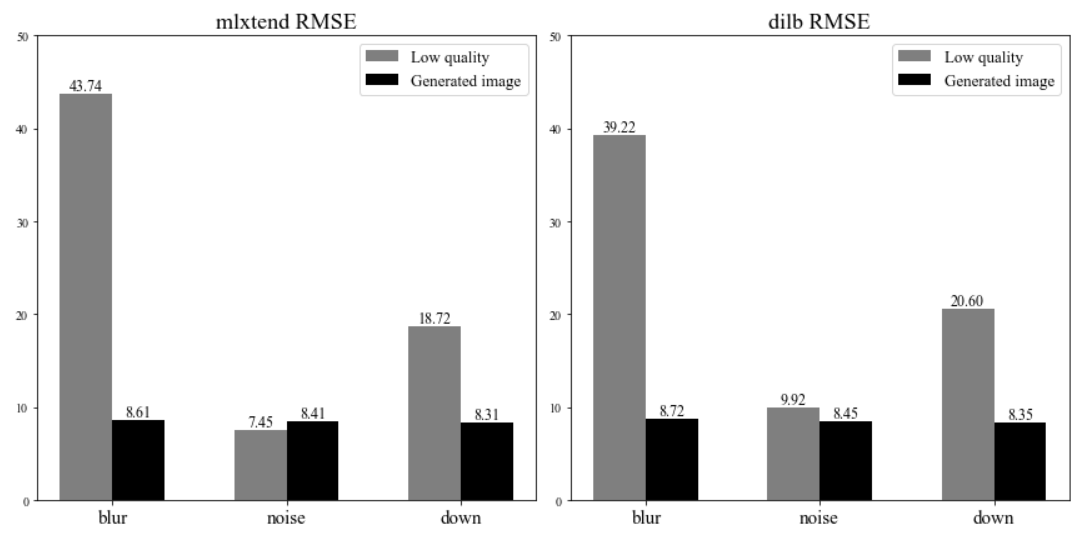 mlxtend RMSE
50
40
30
20
10
0
Low quality
Generated image
43.74
8.61
7.45
8.41
18.72
8.31
blur
noise
down
dilb RMSE
50
40
30
20
10
0
Low quality
Generated image
39.22
8.72
9.92
8.45
20.60
8.35
blur
noise
down